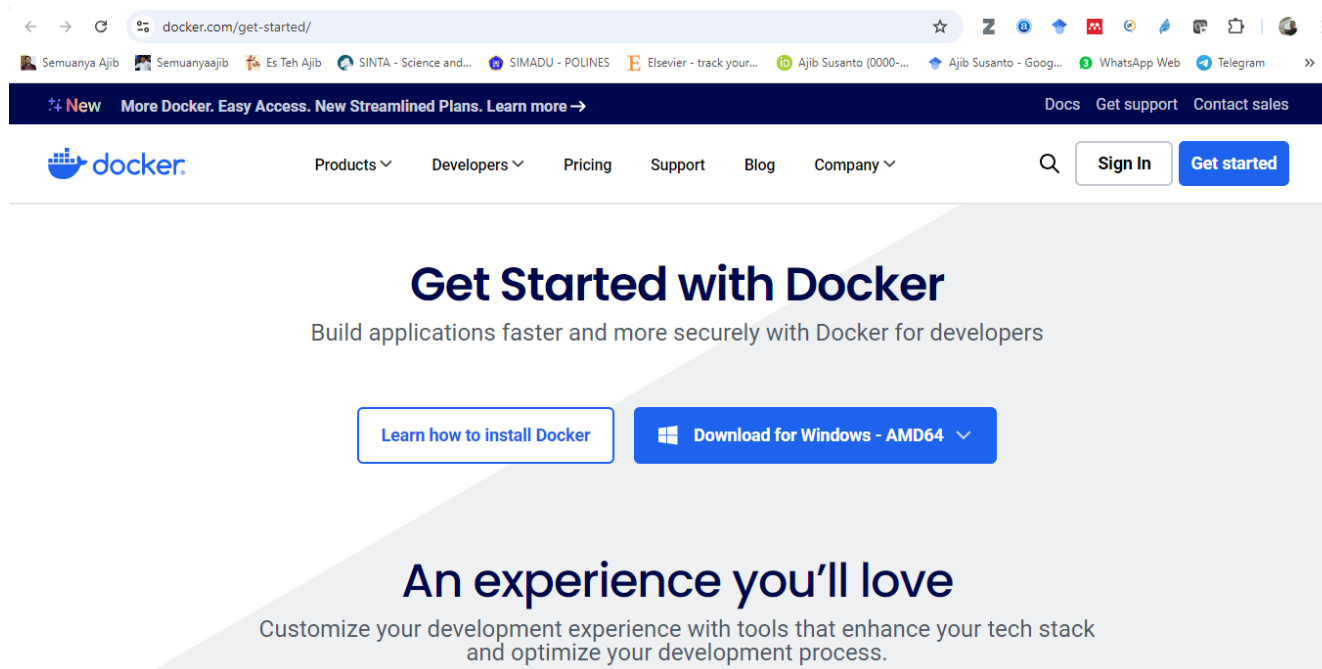 docker.com/get-started/
Semuanya Ajib Semuanyaajib Es Teh Ajib SINTA - Science and... SIMADU - POLINES Elsevier - track your... Ajib Susanto (0000-... Ajib Susanto - Goog... WhatsApp Web Telegram »
New More Docker. Easy Access. New Streamlined Plans. Learn more → Docs Get support Contact sales
docker Products Developers Pricing Support Blog Company Sign In Get started
Get Started with Docker
Build applications faster and more securely with Docker for developers
Learn how to install Docker Download for Windows - AMD64
An experience you’ll love
Customize your development experience with tools that enhance your tech stack
and optimize your development process.